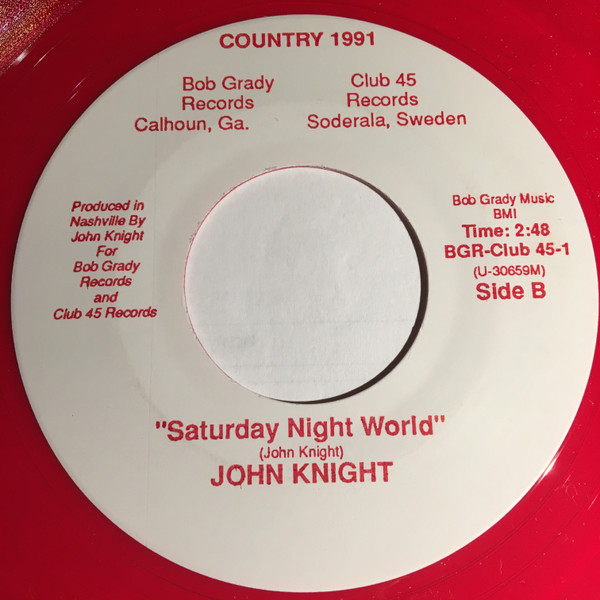 COUNTRY 1991
Bob Grady
Records
Calhoun, Ga.
Club 45
Records
Soderala, Sweden
Produced in
Nashville By
John Knight
For
Bob Grady
Records
and
Club 45 Records
Bob Grady Music
BMI
Time: 2:48
BGR-Club 45-1
(U-30659M)
Side B
"Saturday Night World"
(John Knight)
JOHN KNIGHT